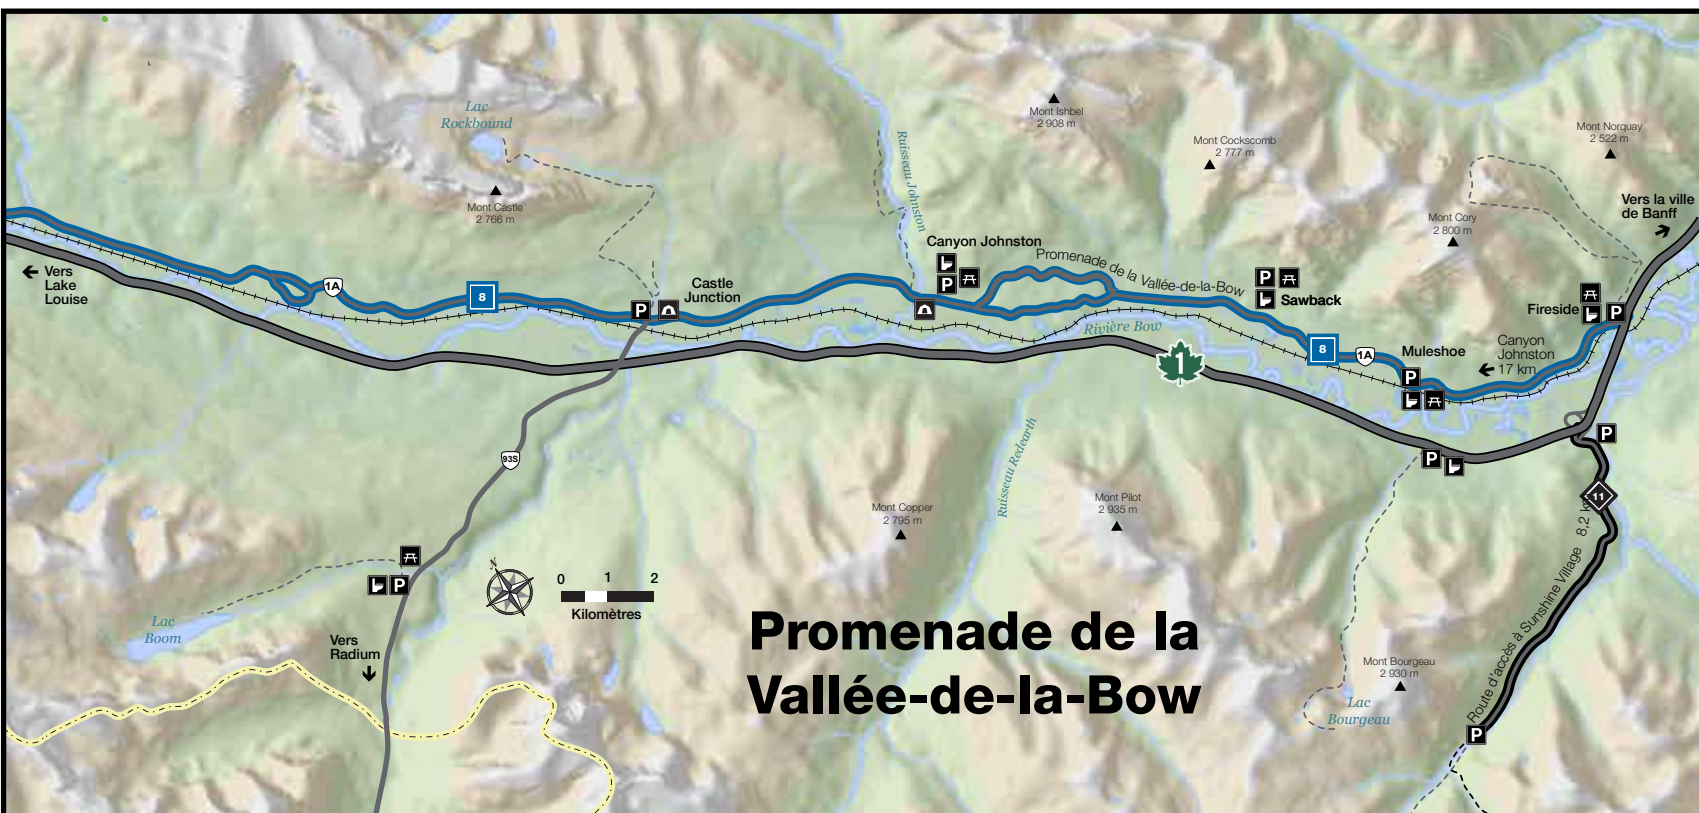 Lac
Rockbound
Mont Castle
2 766 m
Ruisseau Johnston
Mont Ishbel
2 908 m
Mont Cockscomb
2 777 m
Mont Norquay
2 522 m
Mont Cory
2 800 m
Vers la ville
de Banff
Vers
Lake
Louise
1A
8
Castle
Junction
P
Canyon Johnston
P
Promenade de la Vallée-de-la-Bow
P
Sawback
Fireside
P
Rivière Bow
1
8
1A
Muleshoe
P
Canyon
Johnston
17 km
93S
Ruisseau Redearth
P
P
11
Mont Copper
2 795 m
Mont Pilot
2 935 m
Route d'accès à Sunshine Village 8,2 k
P
N
0 1 2
Kilomètres
Lac
Boom
Vers
Radium
Promenade de la
Vallée-de-la-Bow
Mont Bourgeau
2 930 m
Lac
Bourgeau
P